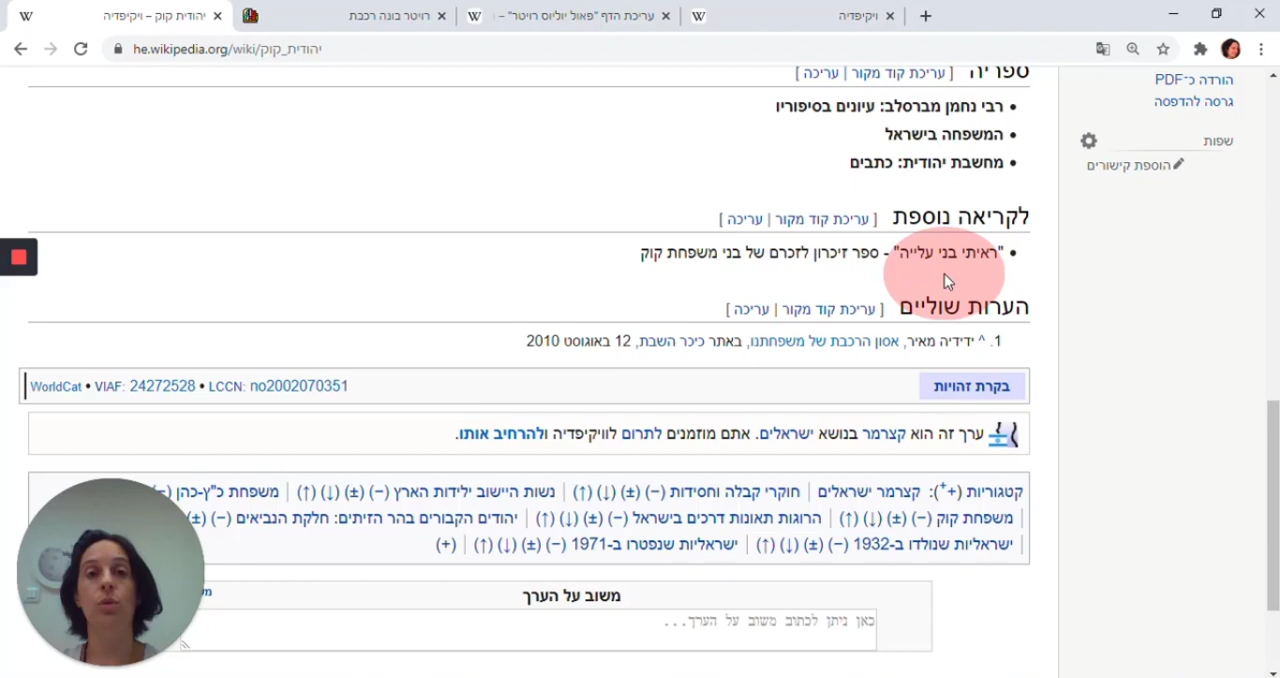 יהודית קוק – ויקיפדיה
רויטר בונה רכבת
עריכת הדף "פאול יוליוס רויטר" –
ויקיפדיה
he.wikipedia.org/wiki/יהודית_קוק
ספריה [ עריכת קוד מקור | עריכה ]
רבי נחמן מברסלב: עיונים בסיפוריו
המשפחה בישראל
מחשבת יהודית: כתבים
לקריאה נוספת [ עריכת קוד מקור | עריכה ]
"ראיתי בני עלייה" - ספר זיכרון לזכרם של בני משפחת קוק
הערות שוליים [ עריכת קוד מקור | עריכה ]
1. ^ ידידיה מאיר, אסון הרכבת של משפחתנו, באתר כיכר השבת, 12 באוגוסט 2010
בקרת זהויות
WorldCat • VIAF: 24272528 • LCCN: no2002070351
ערך זה הוא קצרמר בנושא ישראלים. אתם מוזמנים לתרום לוויקיפדיה ולהרחיב אותו.
קטגוריות (+⁺): קצרמר ישראלים | חוקרי קבלה וחסידות (−) (±) (↓) (↑) | נשות היישוב ילידות הארץ (−) (±) (↓) (↑) | משפחת כ"ץ-כהן (−)
משפחת קוק (−) (±) (↓) (↑) | הרוגות תאונות דרכים בישראל (−) (±) (↓) (↑) | יהודים הקבורים בהר הזיתים: חלקת הנביאים (−) (±)
ישראליות שנולדו ב-1932 (−) (±) (↓) (↑) | ישראליות שנפטרו ב-1971 (−) (±) (↓) (↑) | (+)
משוב על הערך
כאן ניתן לכתוב משוב על הערך...
הורדה כ־PDF
גרסה להדפסה
שפות
הוספת קישורים